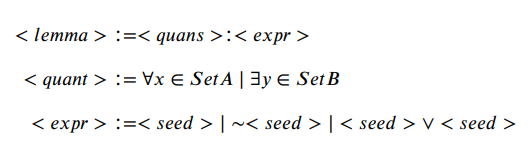 < lemma > :=< quans >:< expr >
< quant > := ∀x ∈ SetA | ∃y ∈ SetB
< expr > :=< seed > | ~< seed > | < seed > ∨ < seed >